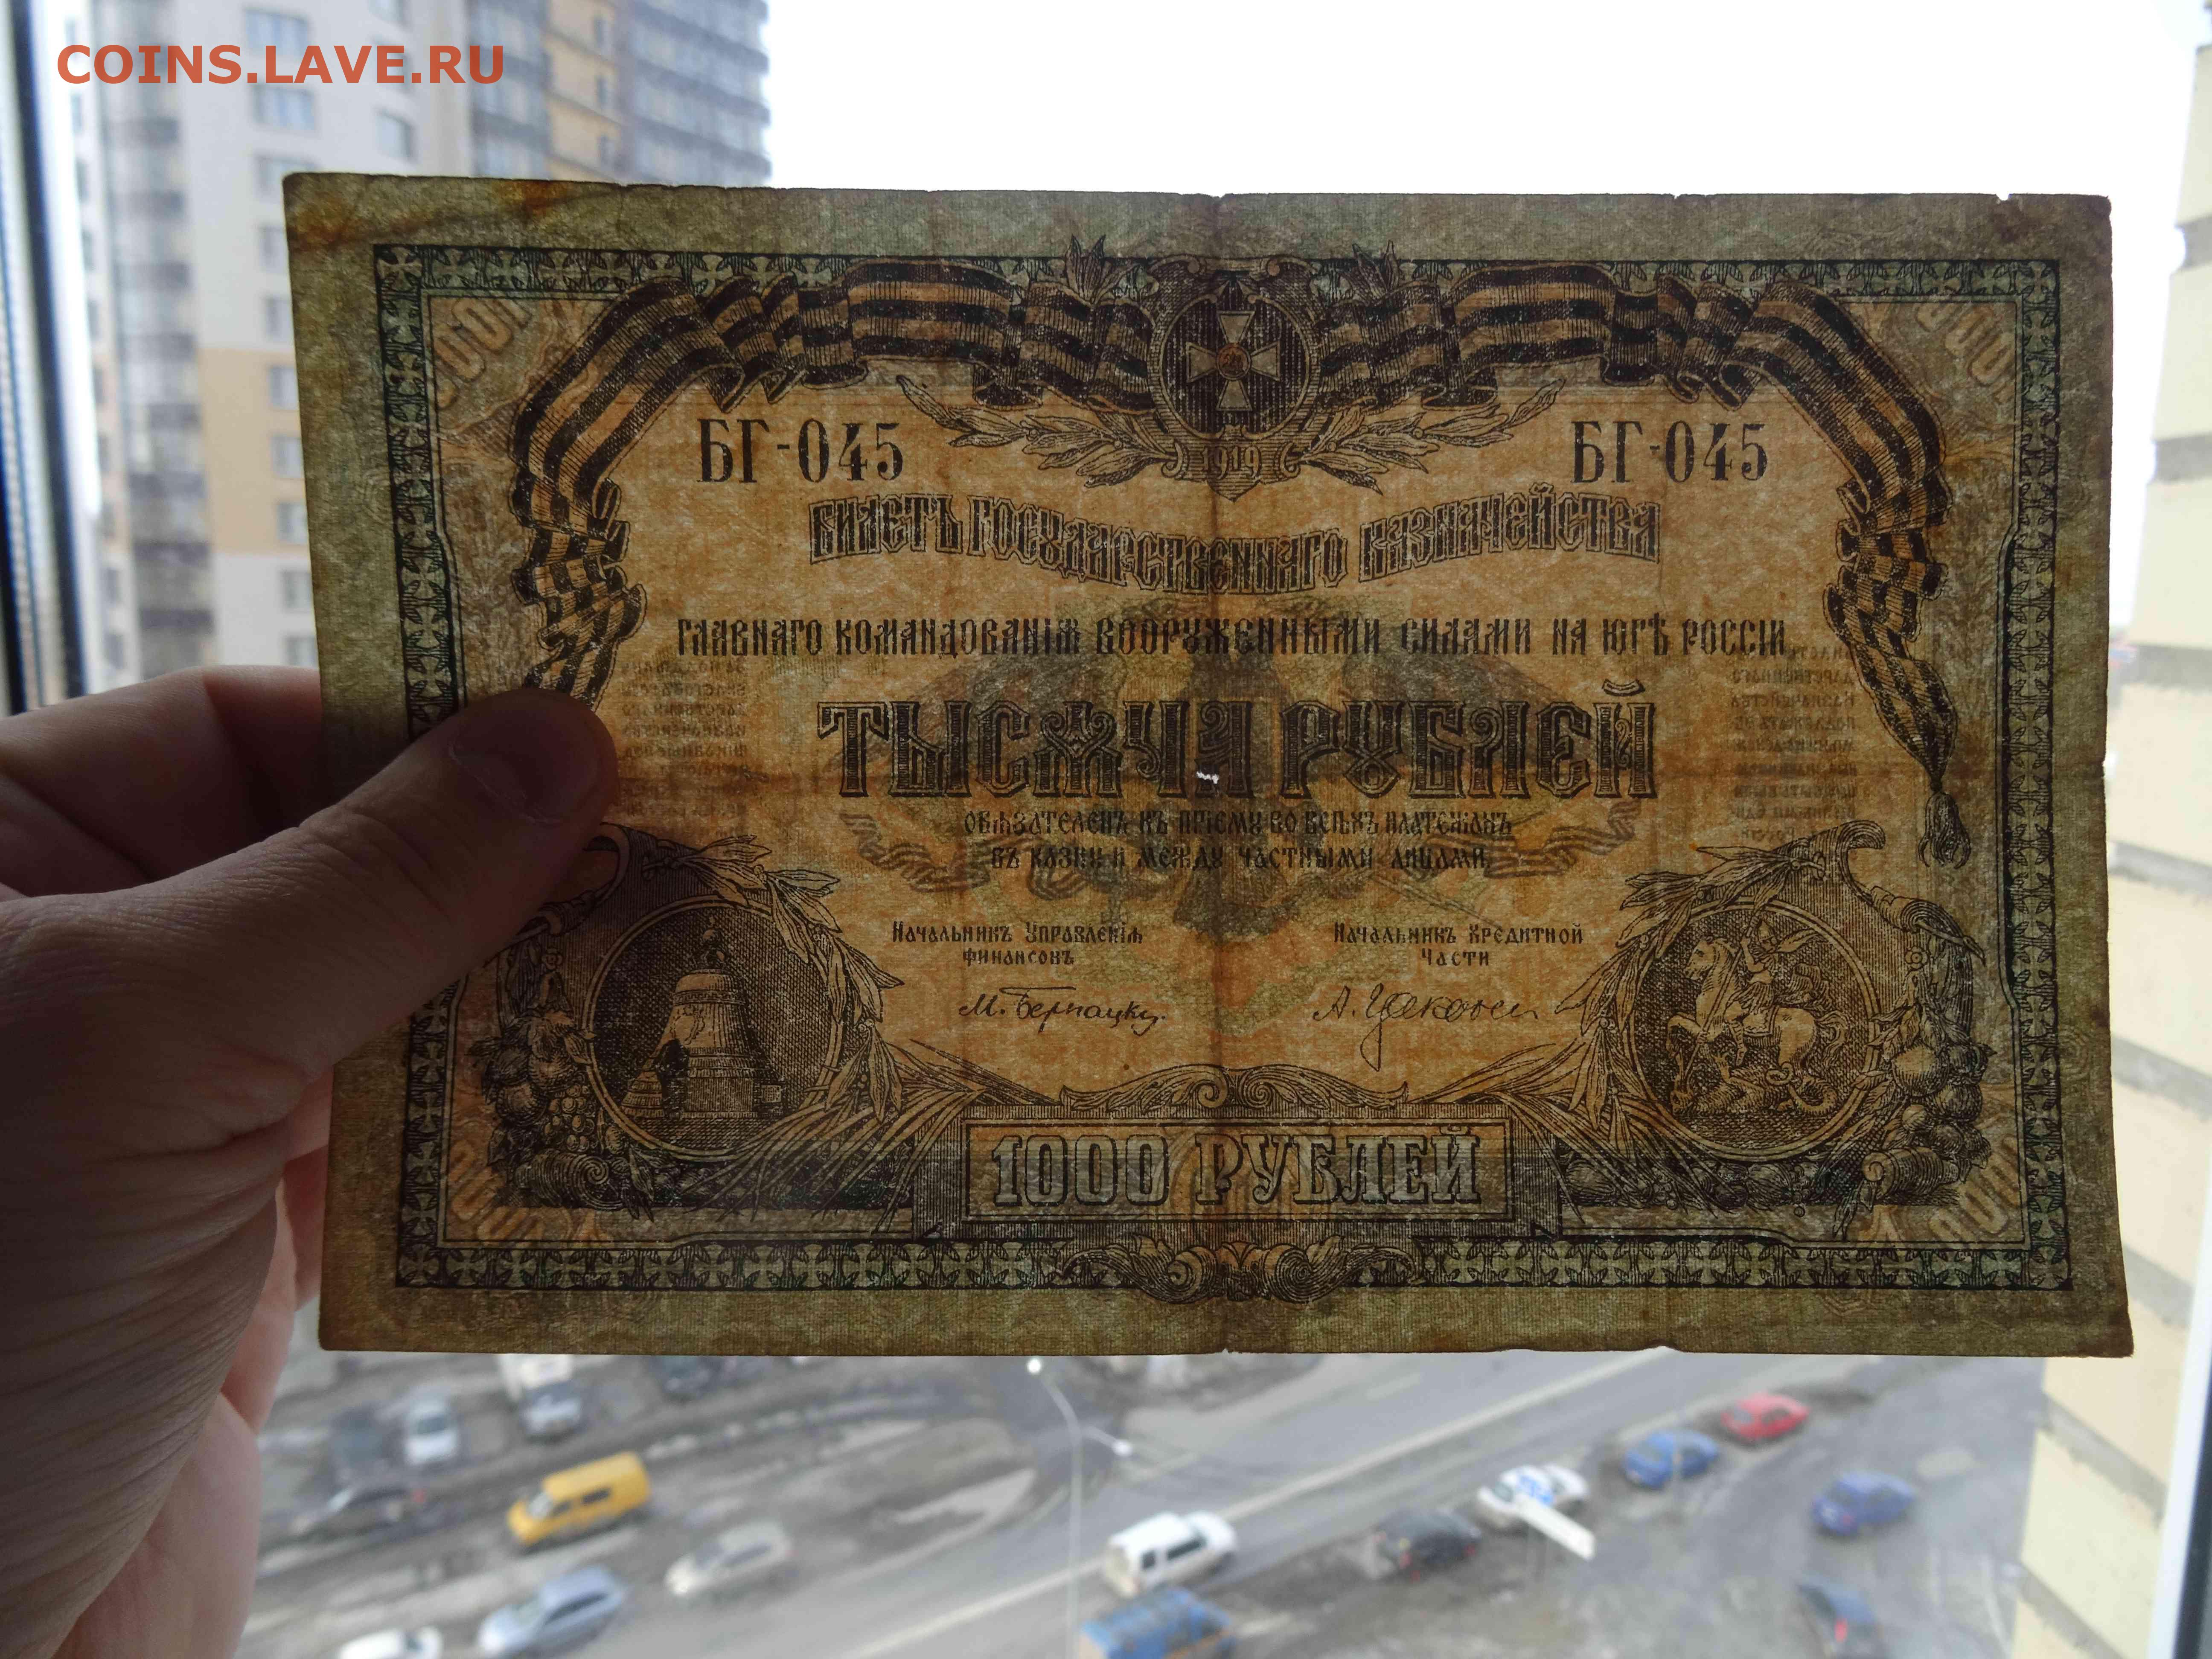 COINS.LAVE.RU
1919
БГ-045 БГ-045
БИЛЕТЪ ГОСУДАРСТВЕННАГО КАЗНАЧЕЙСТВА
ГЛАВНАГО КОМАНДОВАНІЯ ВООРУЖЕННЫМИ СИЛАМИ НА ЮГѢ РОССІИ
ТЫСЯЧА РУБЛЕЙ
ОБЯЗАТЕЛЕНЪ КЪ ПРІЕМУ ВО ВСѢХЪ ПЛАТЕЖАХЪ
ВЪ КАЗНУ И МЕЖДУ ЧАСТНЫМИ ЛИЦАМИ
Начальникъ Управленія Начальникъ Кредитной
Финансовъ Части
М. Бернацкій
1000 РУБЛЕЙ